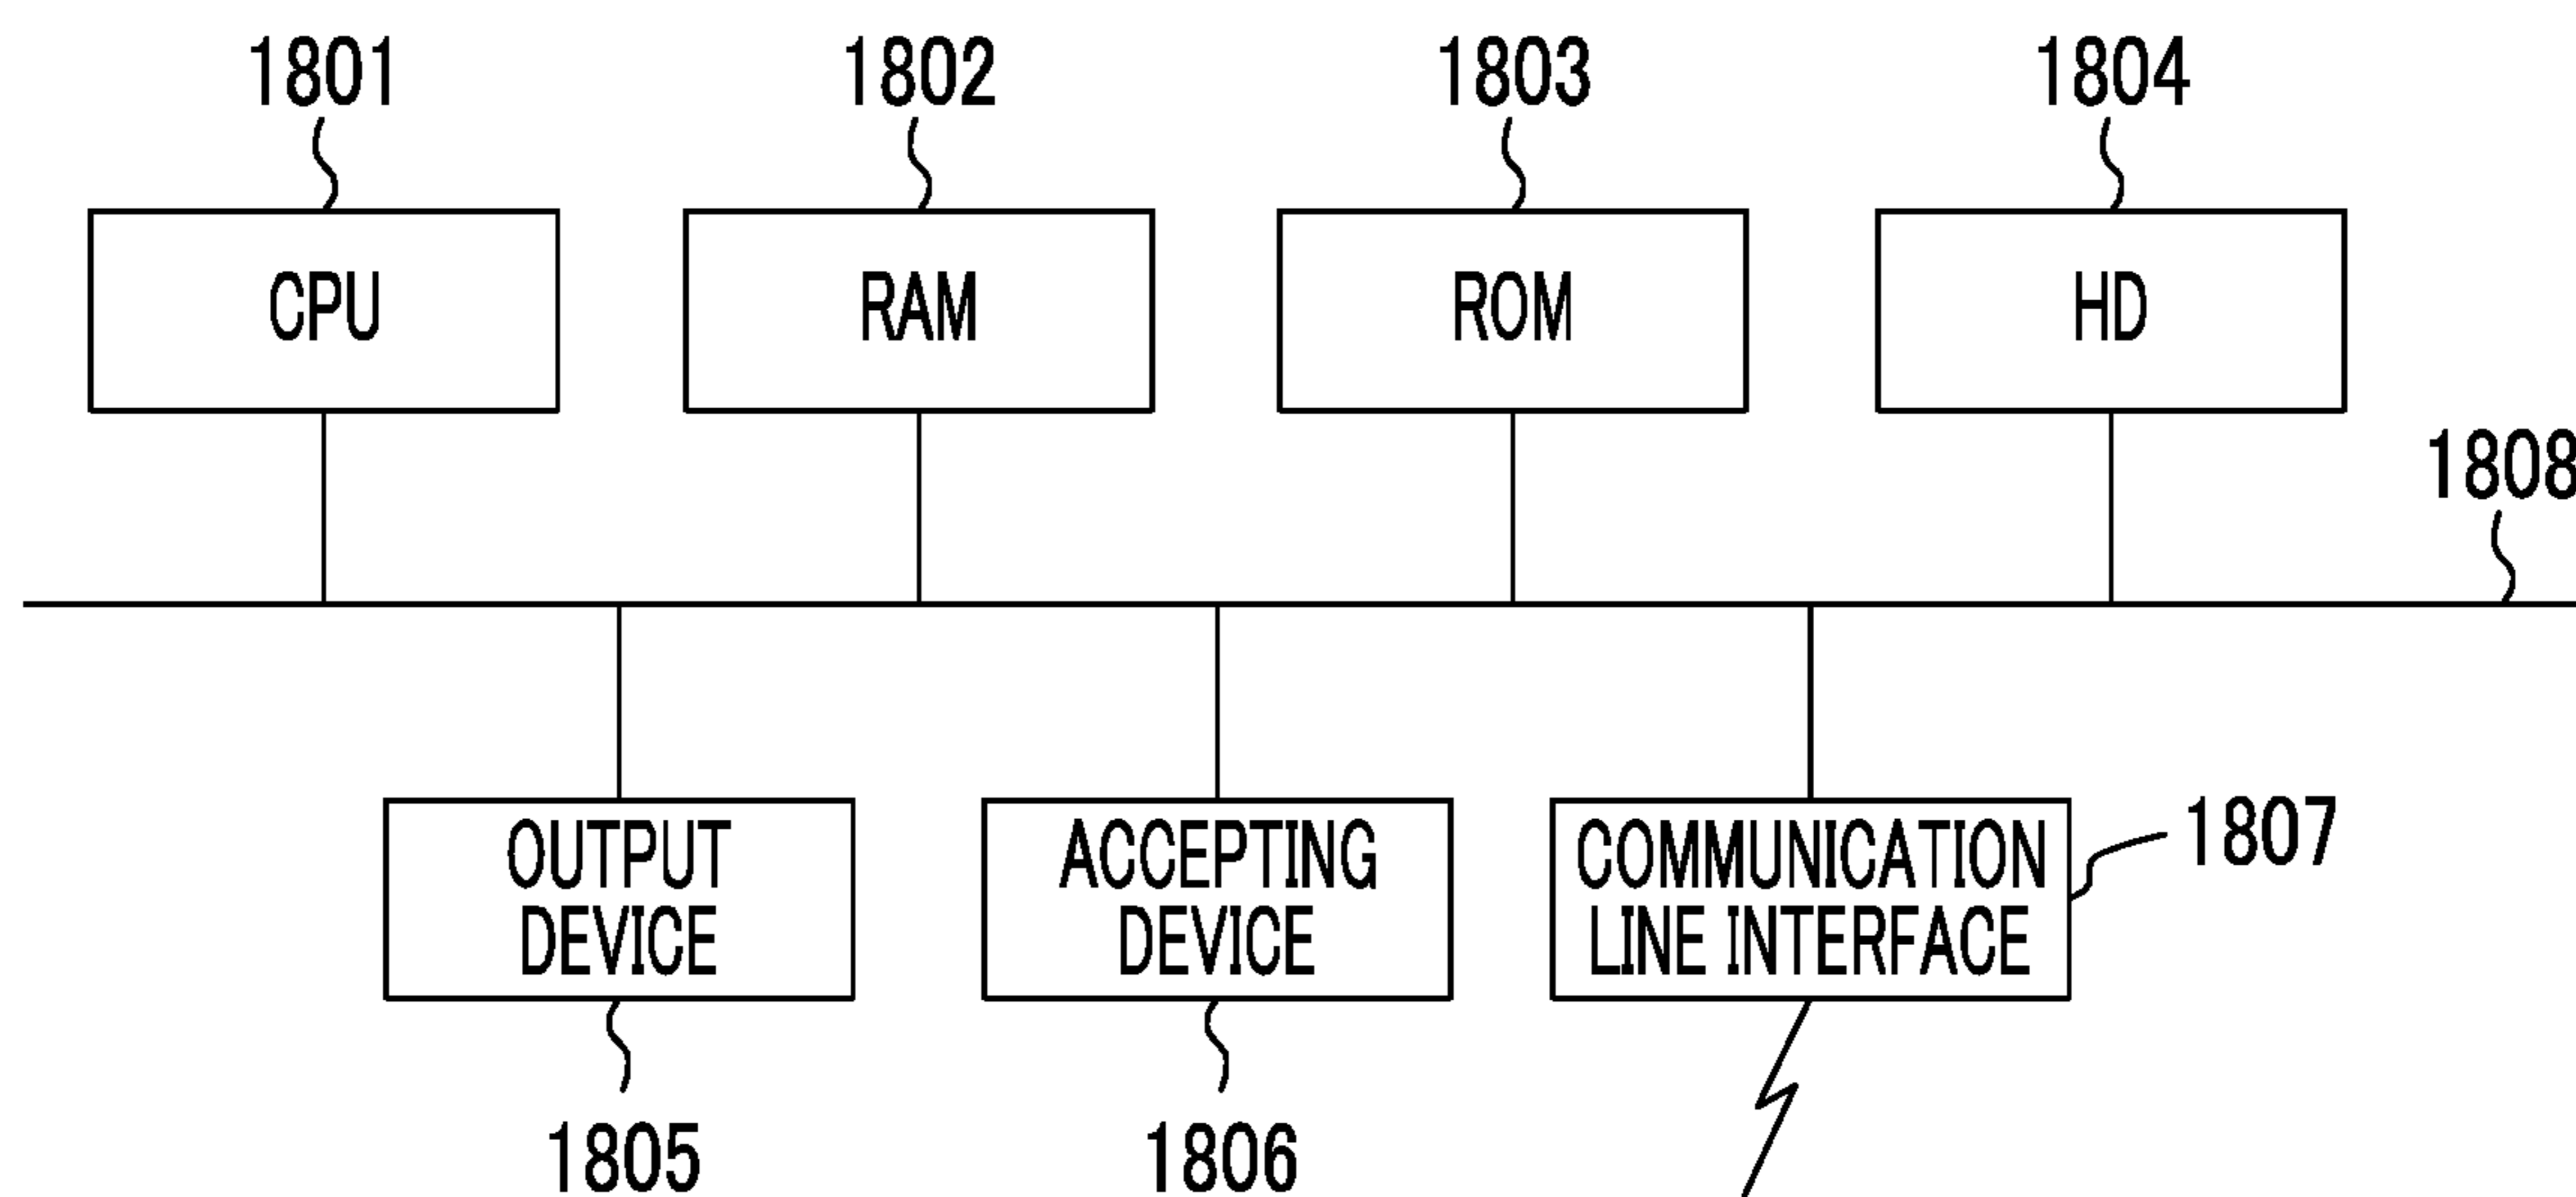 1801
1802
1803
1804
CPU
RAM
ROM
HD
1808
OUTPUT
DEVICE
ACCEPTING
DEVICE
COMMUNICATION
LINE INTERFACE
1807
1805
1806